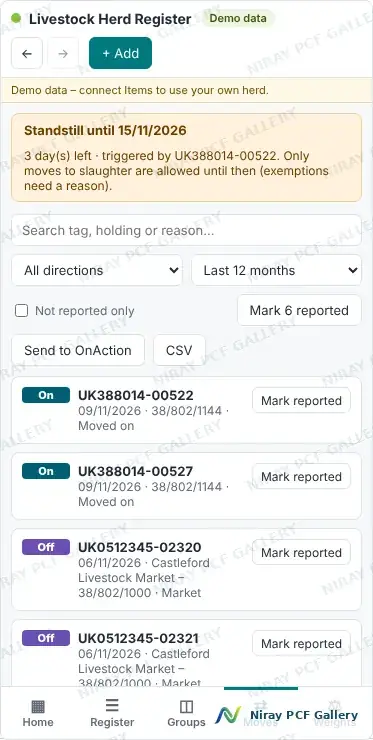 Livestock Herd Register Demo data
← → + Add
Demo data – connect Items to use your own herd.
Standstill until 15/11/2026
3 day(s) left · triggered by UK388014-00522. Only
moves to slaughter are allowed until then (exemptions
need a reason).
Search tag, holding or reason...
All directions Last 12 months
Not reported only Mark 6 reported
Send to OnAction CSV
On UK388014-00522 Mark reported
09/11/2026 · 38/802/1144 ·
Moved on
On UK388014-00527 Mark reported
09/11/2026 · 38/802/1144 ·
Moved on
Off UK0512345-02320 Mark reported
06/11/2026 · Castleford
Livestock Market –
38/802/1000 · Market
Off UK0512345-02321 Mark reported
06/11/2026 · Castleford
Livestock Market –
38/802/1000 · Market
Home Register Groups Moves Weights
Niray PCF Gallery
NIRAY PCF GALLERY